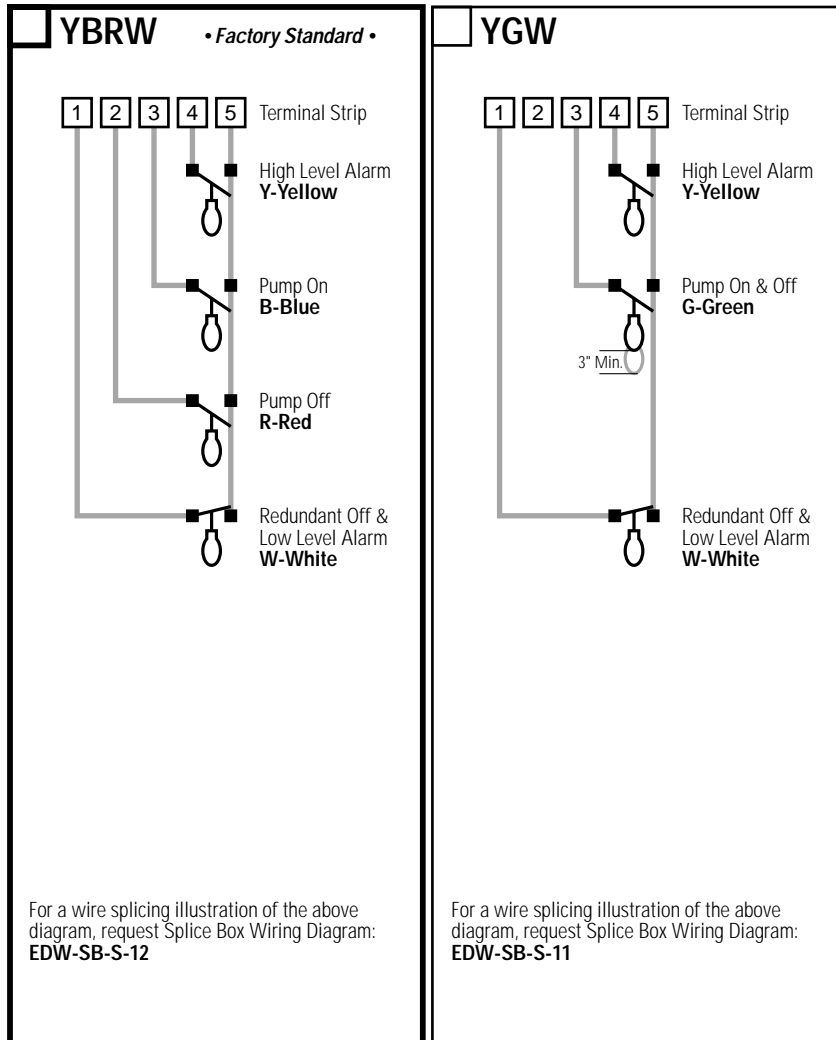 YBRW
• Factory Standard •
1 2 3 4 5 Terminal Strip
High Level Alarm
Y-Yellow
Pump On
B-Blue
Pump Off
R-Red
Redundant Off &
Low Level Alarm
W-White
For a wire splicing illustration of the above
diagram, request Splice Box Wiring Diagram:
EDW-SB-S-12
YGW
1 2 3 4 5 Terminal Strip
High Level Alarm
Y-Yellow
Pump On & Off
G-Green
3" Min.
Redundant Off &
Low Level Alarm
W-White
For a wire splicing illustration of the above
diagram, request Splice Box Wiring Diagram:
EDW-SB-S-11